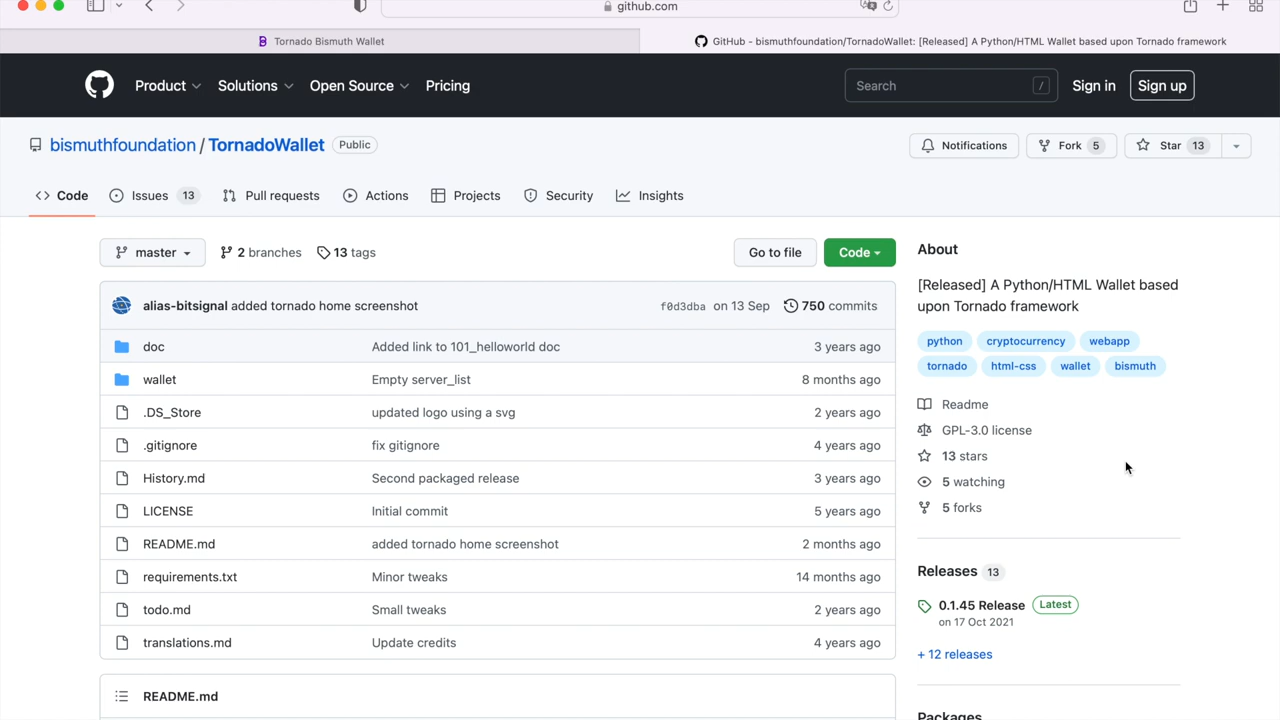 github.com
Tornado Bismuth Wallet
GitHub - bismuthfoundation/TornadoWallet: [Released] A Python/HTML Wallet based upon Tornado framework
Product Solutions Open Source Pricing
Search /
Sign in Sign up
bismuthfoundation / TornadoWallet Public
Notifications Fork 5 Star 13
Code Issues 13 Pull requests Actions Projects Security Insights
master 2 branches 13 tags
Go to file Code
alias-bitsignal added tornado home screenshot f0d3dba on 13 Sep 750 commits
doc Added link to 101_helloworld doc 3 years ago
wallet Empty server_list 8 months ago
.DS_Store updated logo using a svg 2 years ago
.gitignore fix gitignore 4 years ago
History.md Second packaged release 3 years ago
LICENSE Initial commit 5 years ago
README.md added tornado home screenshot 2 months ago
requirements.txt Minor tweaks 14 months ago
todo.md Small tweaks 2 years ago
translations.md Update credits 4 years ago
README.md
About
[Released] A Python/HTML Wallet based
upon Tornado framework
python cryptocurrency webapp
tornado html-css wallet bismuth
Readme
GPL-3.0 license
13 stars
5 watching
5 forks
Releases 13
0.1.45 Release Latest
on 17 Oct 2021
+ 12 releases
Packages